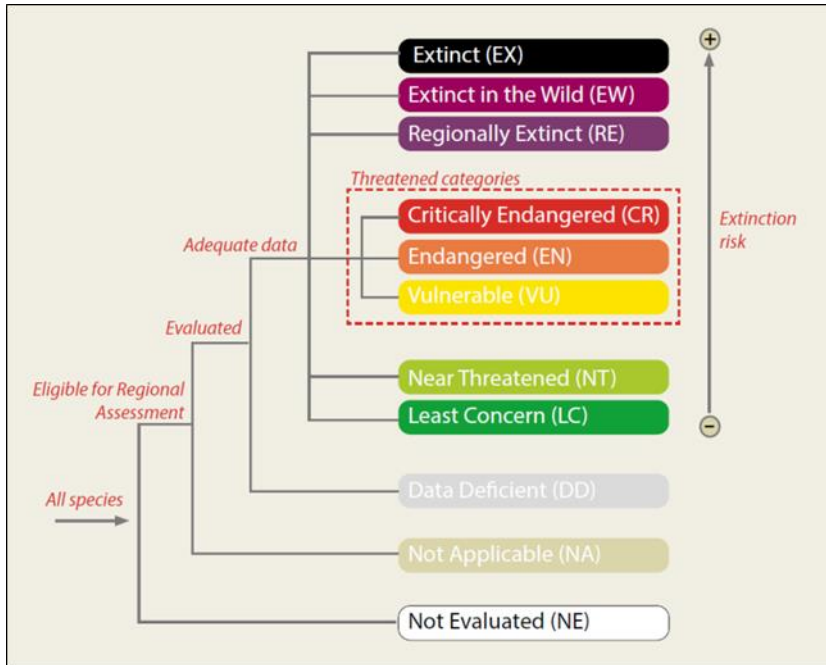 Extinct (EX)
Extinct in the Wild (EW)
Regionally Extinct (RE)
Threatened categories
Critically Endangered (CR)
Adequate data
Endangered (EN)
Extinction
risk
Vulnerable (VU)
Evaluated
Eligible for Regional
Assessment
Near Threatened (NT)
Least Concern (LC)
All species
Data Deficient (DD)
Not Applicable (NA)
Not Evaluated (NE)
+
−